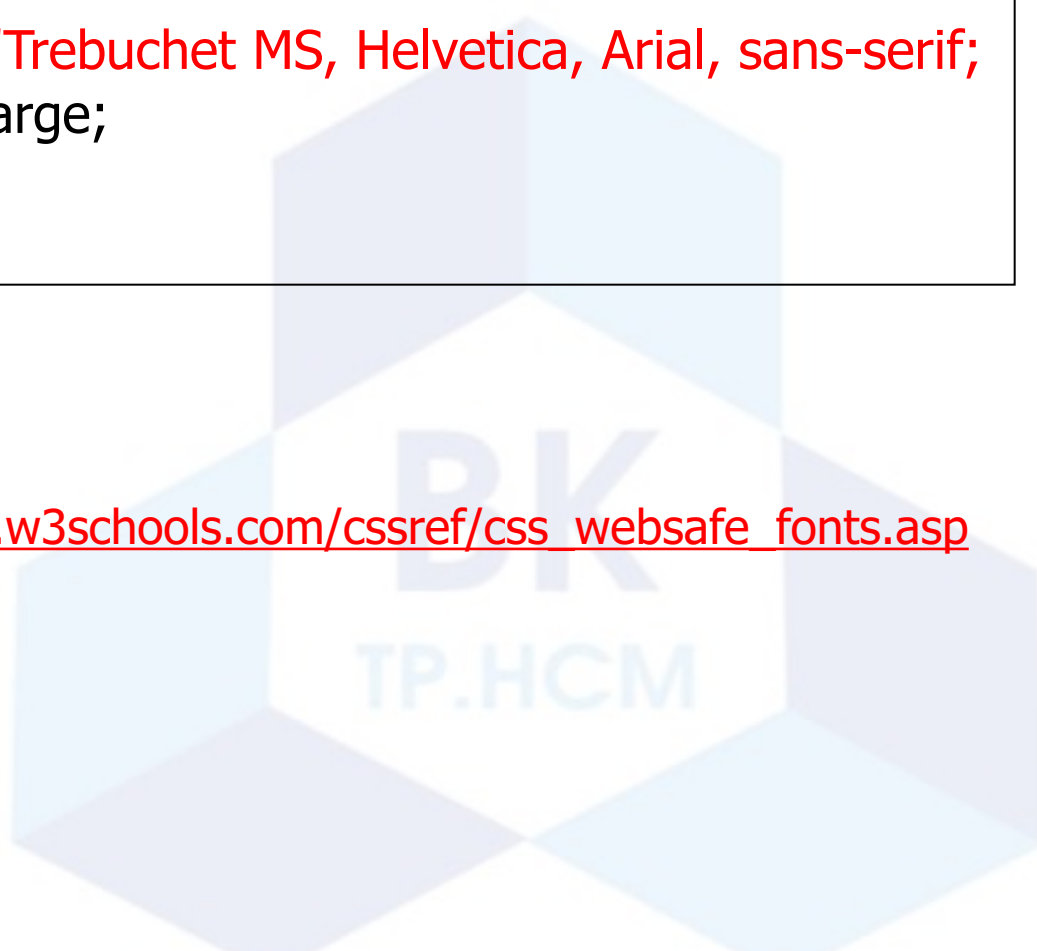 Trebuchet MS, Helvetica, Arial, sans-serif;
arge;
.w3schools.com/cssref/css_websafe_fonts.asp
BK
TP.HCM